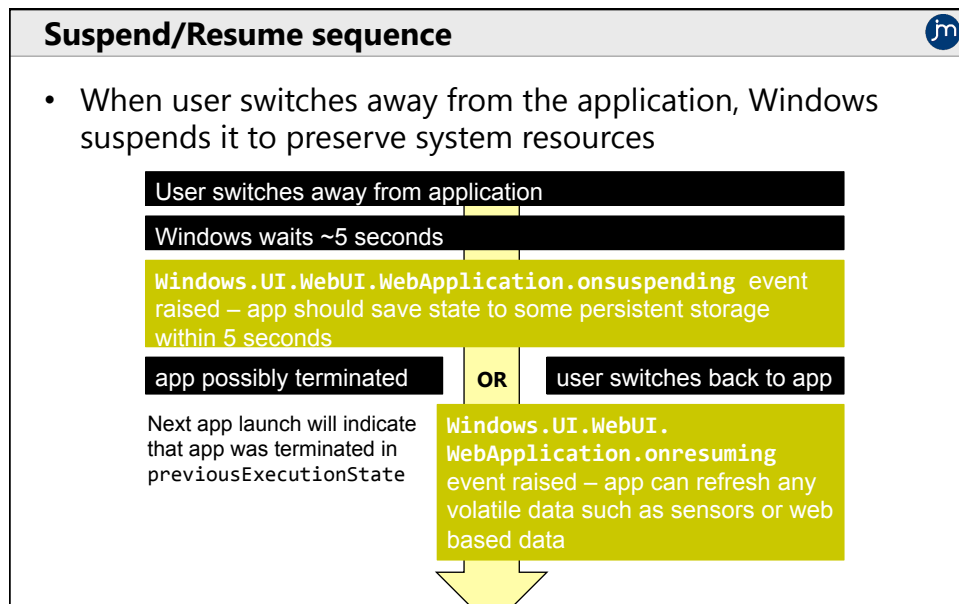 Suspend/Resume sequence
jm
• When user switches away from the application, Windows
suspends it to preserve system resources
User switches away from application
Windows waits ~5 seconds
Windows.UI.WebUI.WebApplication.onsuspending event
raised – app should save state to some persistent storage
within 5 seconds
app possibly terminated
OR
user switches back to app
Next app launch will indicate
that app was terminated in
previousExecutionState
Windows.UI.WebUI.
WebApplication.onresuming
event raised – app can refresh any
volatile data such as sensors or web
based data